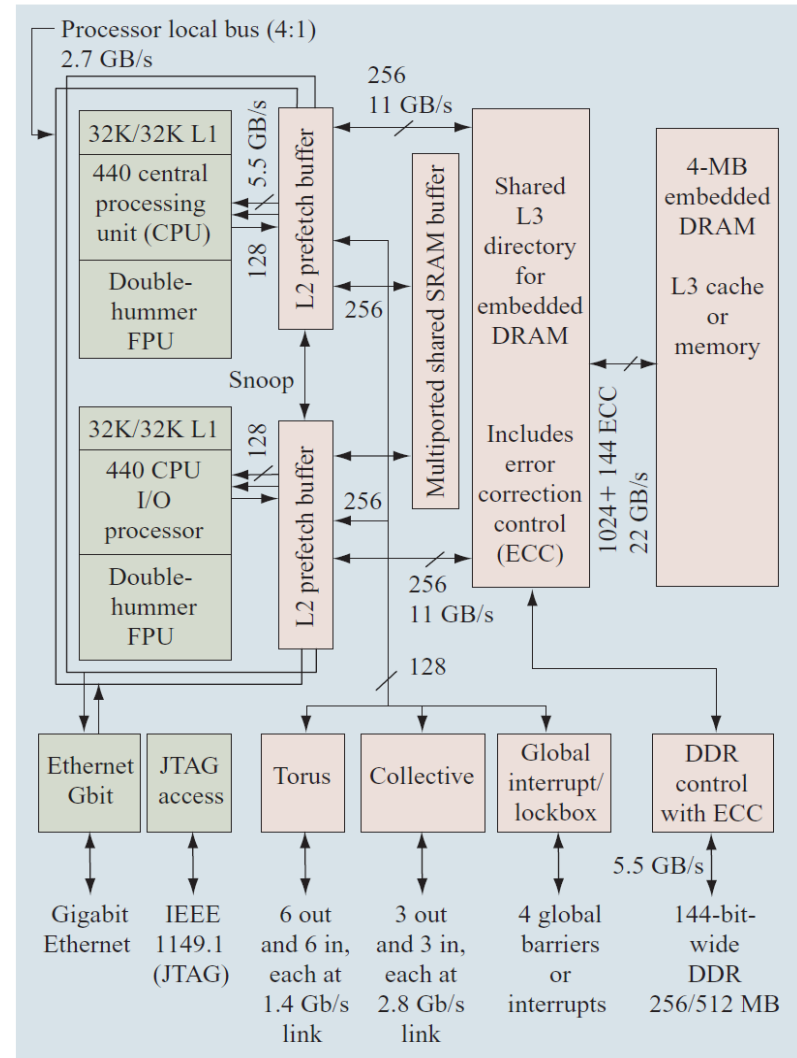 Processor local bus (4:1)
2.7 GB/s
256
11 GB/s
32K/32K L1
440 central
processing
unit (CPU)
Double-
hummer
FPU
5.5 GB/s
128
L2 prefetch buffer
256
Multiported shared SRAM buffer
Shared
L3
directory
for
embedded
DRAM
Includes
error
correction
control
(ECC)
4-MB
embedded
DRAM
L3 cache
or
memory
1024+ 144 ECC
22 GB/s
Snoop
32K/32K L1
440 CPU
I/O
processor
Double-
hummer
FPU
128
L2 prefetch buffer
256
256
11 GB/s
128
Ethernet
Gbit
JTAG
access
Torus
Collective
Global
interrupt/
lockbox
DDR
control
with ECC
5.5 GB/s
Gigabit
Ethernet
IEEE
1149.1
(JTAG)
6 out
and 6 in,
each at
1.4 Gb/s
link
3 out
and 3 in,
each at
2.8 Gb/s
link
4 global
barriers
or
interrupts
144-bit-
wide
DDR
256/512 MB